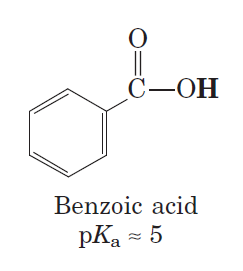 O
C—OH
Benzoic acid
pKa ≈ 5